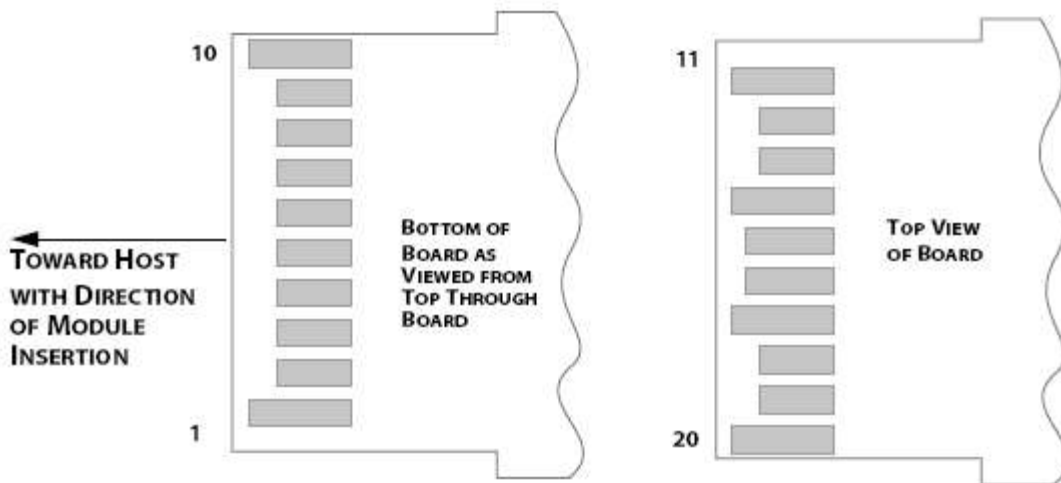 10
1
TOWARD HOST
WITH DIRECTION
OF MODULE
INSERTION
BOTTOM OF
BOARD AS
VIEWED FROM
TOP THROUGH
BOARD
11
20
TOP VIEW
OF BOARD